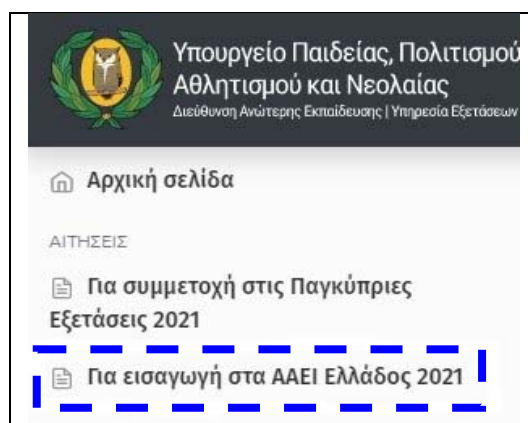 Υπουργείο Παιδείας, Πολιτισμού
Αθλητισμού και Νεολαίας
Διεύθυνση Ανώτερης Εκπαίδευσης | Υπηρεσία Εξετάσεων
Αρχική σελίδα
ΑΙΤΗΣΕΙΣ
Για συμμετοχή στις Παγκύπριες
Εξετάσεις 2021
Για εισαγωγή στα ΑΑΕΙ Ελλάδος 2021